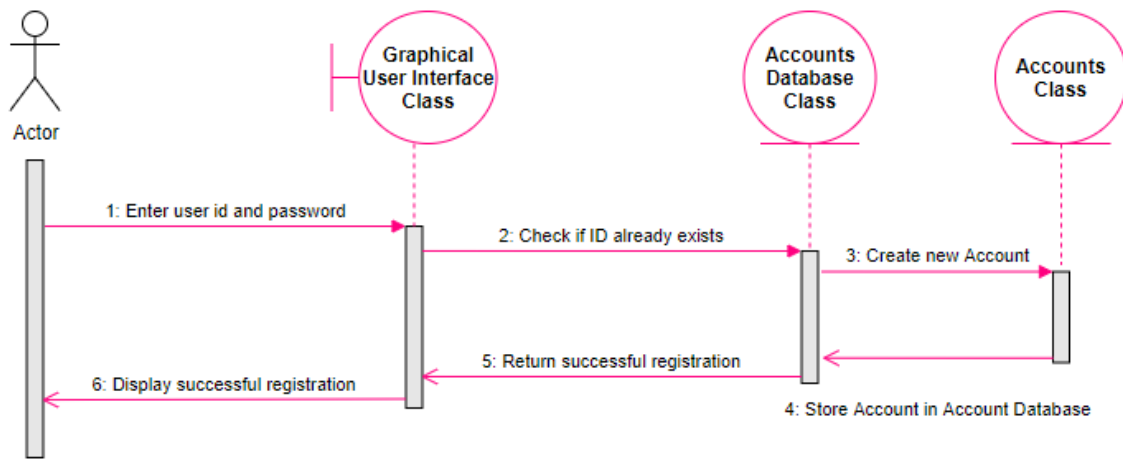 Graphical
User Interface
Class
Accounts
Database
Class
Accounts
Class
Actor
1: Enter user id and password
2: Check if ID already exists
3: Create new Account
5: Return successful registration
6: Display successful registration
4: Store Account in Account Database